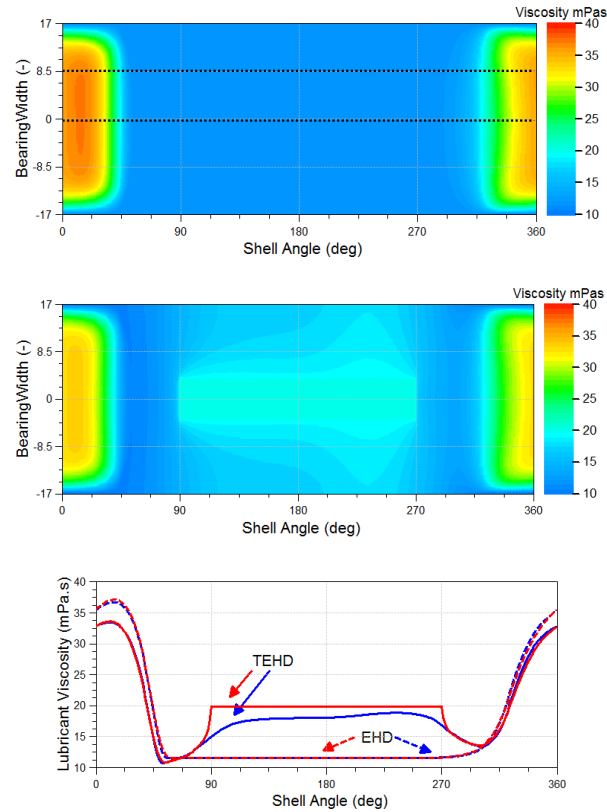 Viscosity mPas
17
8.5
0
-8.5
-17
BearingWidth (-)
0 90 180 270 360
Shell Angle (deg)
40
35
30
25
20
15
10
Viscosity mPas
17
8.5
0
-8.5
-17
BearingWidth (-)
0 90 180 270 360
Shell Angle (deg)
40
35
30
25
20
15
10
40
35
30
25
20
15
10
Lubricant Viscosity (mPa.s)
TEHD
EHD
0 90 180 270 360
Shell Angle (deg)